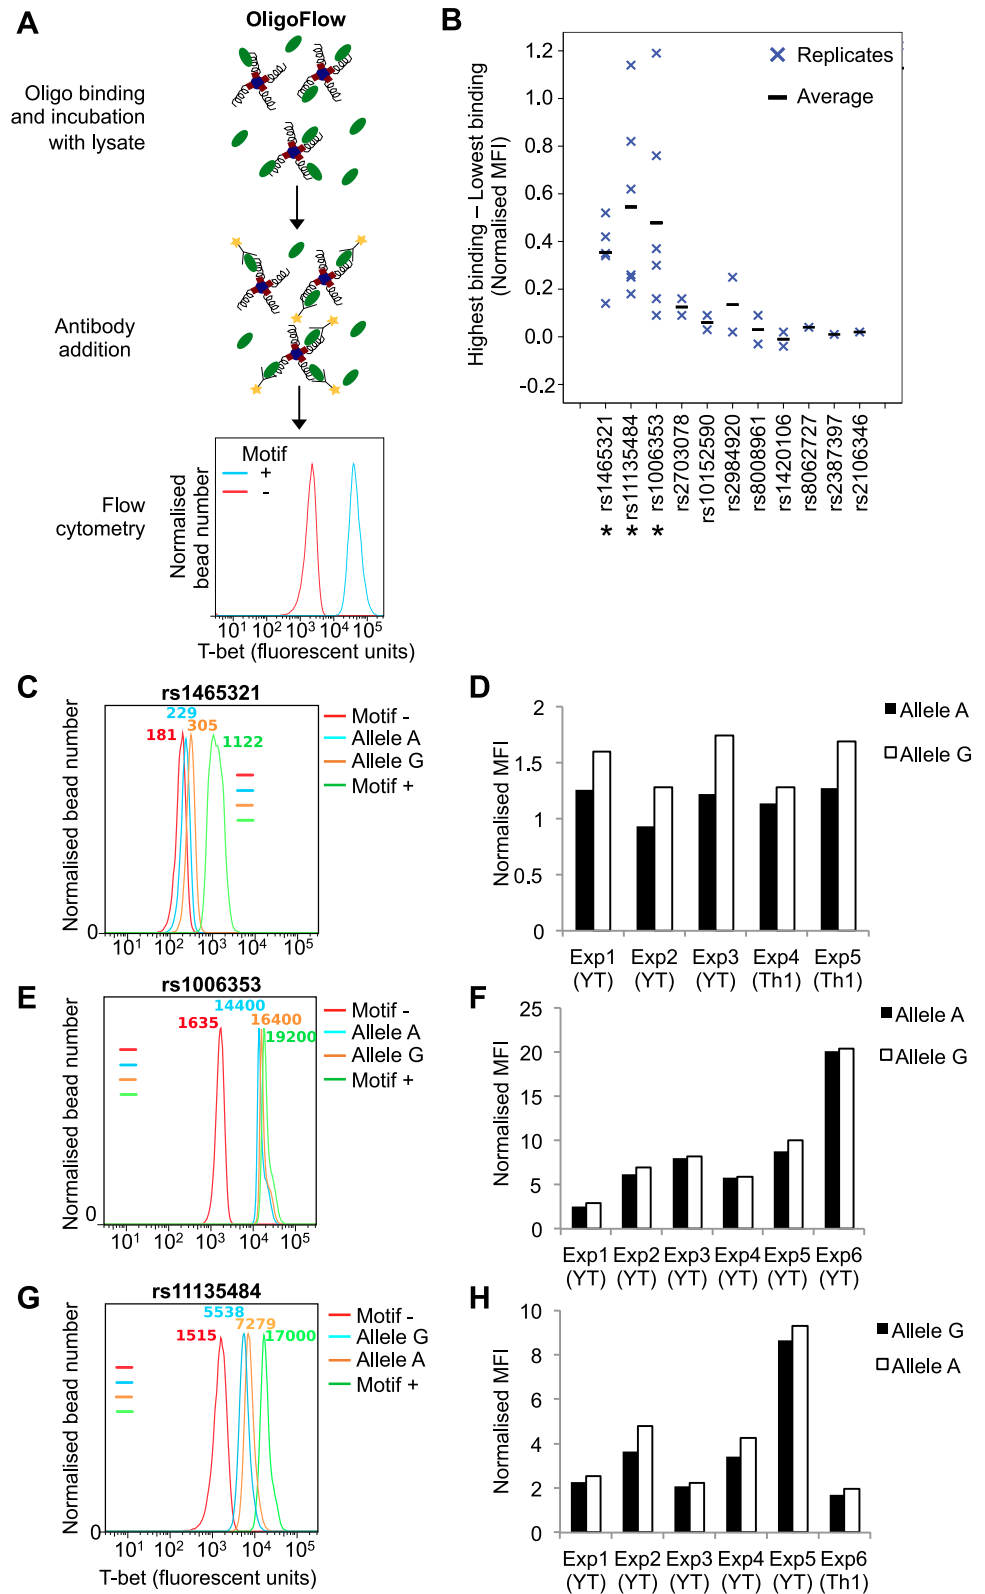 A
OligoFlow
Oligo binding
and incubation
with lysate
Antibody
addition
Flow
cytometry
Normalised
bead number
Motif
+
-
10¹ 10² 10³ 10⁴ 10⁵
T-bet (fluorescent units)
B
Highest binding – Lowest binding
(Normalised MFI)
1.2
1.0
0.8
0.6
0.4
0.2
0.0
-0.2
Replicates
Average
* rs1465321
* rs11135484
* rs1006353
rs2703078
rs10152590
rs2984920
rs8008961
rs1420106
rs8062727
rs2387397
rs2106346
C
rs1465321
Normalised bead number
229
181
305
1122
Motif -
Allele A
Allele G
Motif +
0
10¹ 10² 10³ 10⁴ 10⁵
D
Normalised MFI
2
1.5
1
0.5
0
Allele A
Allele G
Exp1 Exp2 Exp3 Exp4 Exp5
(YT) (YT) (YT) (Th1) (Th1)
E
rs1006353
Normalised bead number
14400
1635
16400
19200
Motif -
Allele A
Allele G
Motif +
0
10¹ 10² 10³ 10⁴ 10⁵
F
Normalised MFI
25
20
15
10
5
0
Allele A
Allele G
Exp1 Exp2 Exp3 Exp4 Exp5 Exp6
(YT) (YT) (YT) (YT) (YT) (YT)
G
rs11135484
Normalised bead number
5538
1515
7279
17000
Motif -
Allele G
Allele A
Motif +
0
10¹ 10² 10³ 10⁴ 10⁵
T-bet (fluorescent units)
H
Normalised MFI
10
8
6
4
2
0
Allele G
Allele A
Exp1 Exp2 Exp3 Exp4 Exp5 Exp6
(YT) (YT) (YT) (YT) (YT) (Th1)